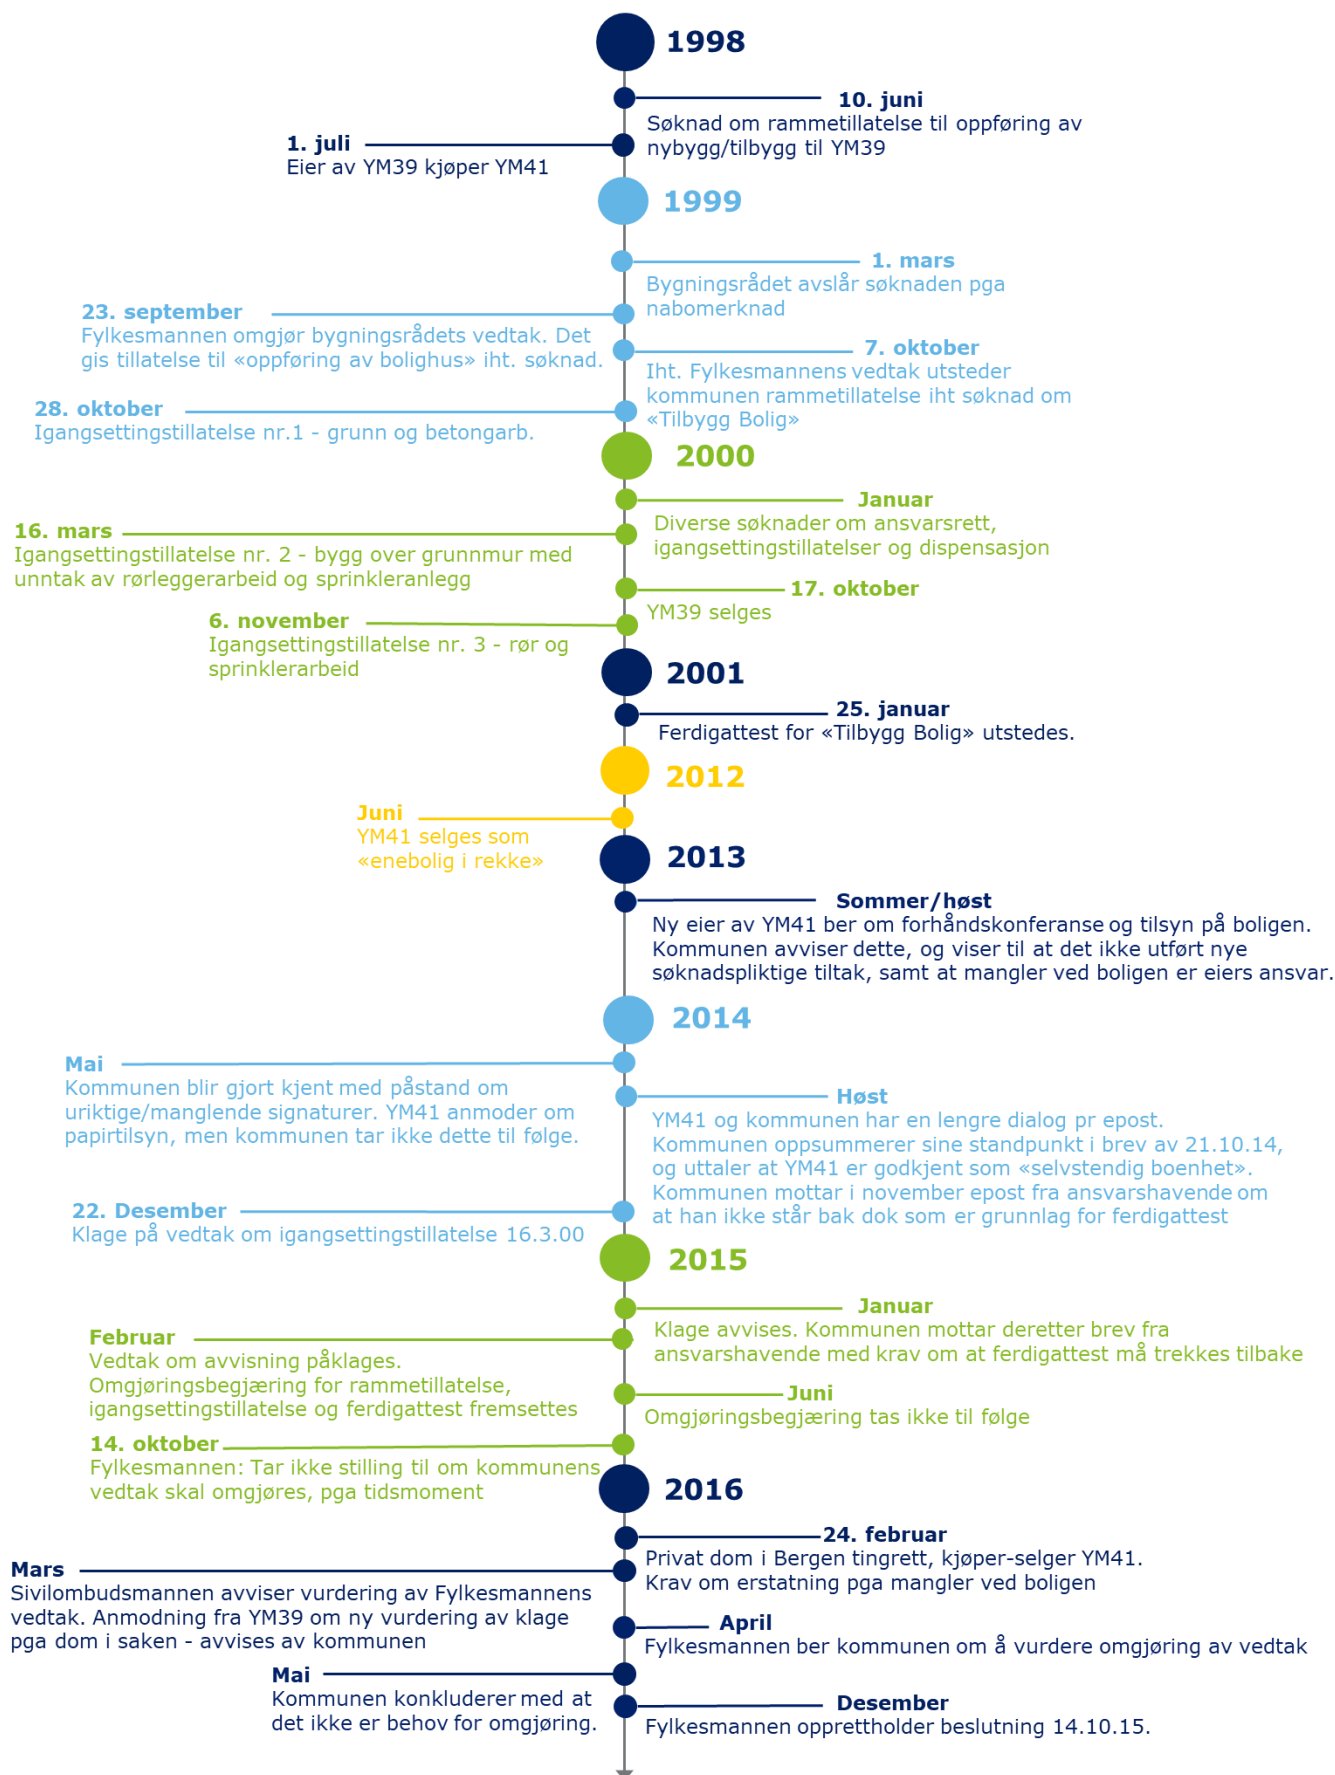 1998
10. juni
Søknad om rammetillatelse til oppføring av
nybygg/tilbygg til YM39
1. juli
Eier av YM39 kjøper YM41
1999
1. mars
Bygningsrådet avslår søknaden pga
nabomerknad
23. september
Fylkesmannen omgjør bygningsrådets vedtak. Det
gis tillatelse til «oppføring av bolighus» iht. søknad.
7. oktober
Iht. Fylkesmannens vedtak utsteder
kommunen rammetillatelse iht søknad om
«Tilbygg Bolig»
28. oktober
Igangsettingstillatelse nr.1 - grunn og betongarb.
2000
Januar
Diverse søknader om ansvarsrett,
igangsettingstillatelser og dispensasjon
16. mars
Igangsettingstillatelse nr. 2 - bygg over grunnmur med
unntak av rørleggerarbeid og sprinkleranlegg
17. oktober
YM39 selges
6. november
Igangsettingstillatelse nr. 3 - rør og
sprinklerarbeid
2001
25. januar
Ferdigattest for «Tilbygg Bolig» utstedes.
2012
Juni
YM41 selges som
«enebolig i rekke»
2013
Sommer/høst
Ny eier av YM41 ber om forhåndskonferanse og tilsyn på boligen.
Kommunen avviser dette, og viser til at det ikke utført nye
søknadspliktige tiltak, samt at mangler ved boligen er eiers ansvar.
2014
Mai
Kommunen blir gjort kjent med påstand om
uriktige/manglende signaturer. YM41 anmoder om
papirtilsyn, men kommunen tar ikke dette til følge.
Høst
YM41 og kommunen har en lengre dialog pr epost.
Kommunen oppsummerer sine standpunkt i brev av 21.10.14,
og uttaler at YM41 er godkjent som «selvstendig boenhet».
Kommunen mottar i november epost fra ansvarshavende om
at han ikke står bak dok som er grunnlag for ferdigattest
22. Desember
Klage på vedtak om igangsettingstillatelse 16.3.00
2015
Januar
Klage avvises. Kommunen mottar deretter brev fra
ansvarshavende med krav om at ferdigattest må trekkes tilbake
Februar
Vedtak om avvisning påklages.
Omgjøringsbegjæring for rammetillatelse,
igangsettingstillatelse og ferdigattest fremsettes
Juni
Omgjøringsbegjæring tas ikke til følge
14. oktober
Fylkesmannen: Tar ikke stilling til om kommunens
vedtak skal omgjøres, pga tidsmoment
2016
24. februar
Privat dom i Bergen tingrett, kjøper-selger YM41.
Krav om erstatning pga mangler ved boligen
Mars
Sivilombudsmannen avviser vurdering av Fylkesmannens
vedtak. Anmodning fra YM39 om ny vurdering av klage
pga dom i saken - avvises av kommunen
April
Fylkesmannen ber kommunen om å vurdere omgjøring av vedtak
Mai
Kommunen konkluderer med at
det ikke er behov for omgjøring.
Desember
Fylkesmannen opprettholder beslutning 14.10.15.